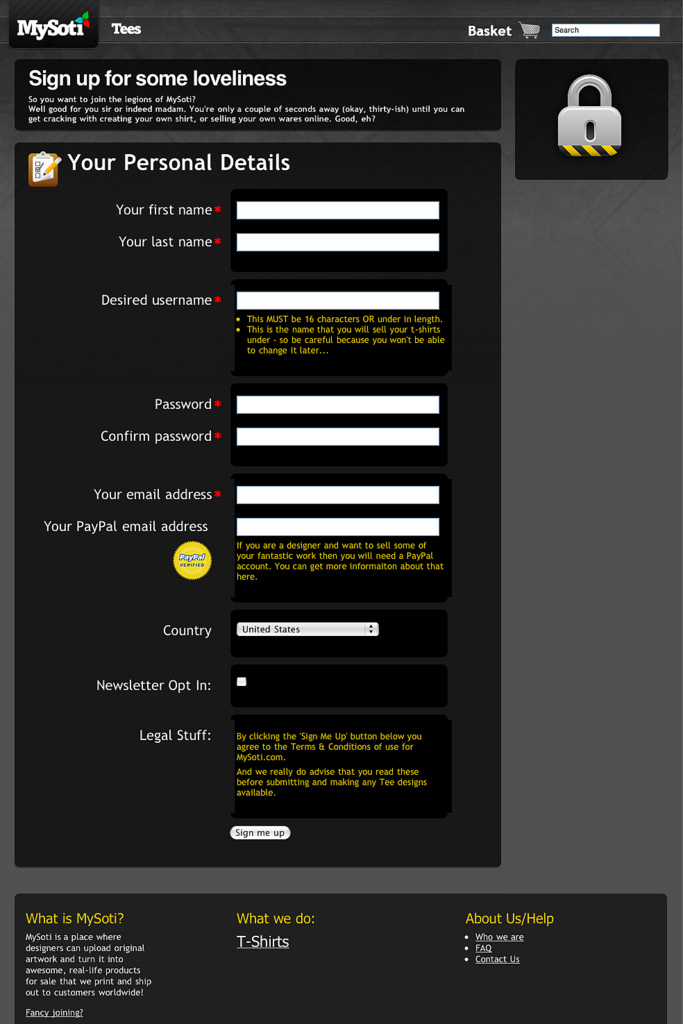 MySoti
Tees
Basket
Search
Sign up for some loveliness
So you want to join the legions of MySoti?
Well good for you sir or indeed madam. You're only a couple of seconds away (okay, thirty-ish) until you can
get cracking with creating your own shirt, or selling your own wares online. Good, eh?
Your Personal Details
Your first name*
Your last name*
Desired username*
• This MUST be 16 characters OR under in length.
• This is the name that you will sell your t-shirts
under - so be careful because you won't be able
to change it later...
Password*
Confirm password*
Your email address*
Your PayPal email address
PayPal
VERIFIED
If you are a designer and want to sell some of
your fantastic work then you will need a PayPal
account. You can get more informaiton about that
here.
Country
United States
Newsletter Opt In:
Legal Stuff:
By clicking the 'Sign Me Up' button below you
agree to the Terms & Conditions of use for
MySoti.com.
And we really do advise that you read these
before submitting and making any Tee designs
available.
Sign me up
What is MySoti?
MySoti is a place where
designers can upload original
artwork and turn it into
awesome, real-life products
for sale that we print and ship
out to customers worldwide!
Fancy joining?
What we do:
T-Shirts
About Us/Help
• Who we are
• FAQ
• Contact Us